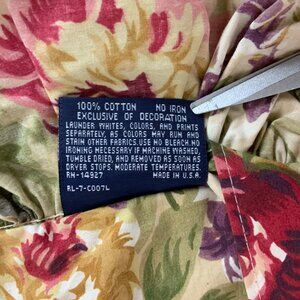 100% COTTON NO IRON
EXCLUSIVE OF DECORATION
LAUNDER WHITES, COLORS, AND PRINTS
SEPARATELY, AS COLORS MAY RUN AND
STAIN OTHER FABRICS. USE NO BLEACH. NO
IRONING NECESSARY IF MACHINE WASHED,
TUMBLE DRIED, AND REMOVED AS SOON AS
DRYER STOPS. MODERATE TEMPERATURES.
RN-14927 MADE IN U.S.A.
RL-7-C007L